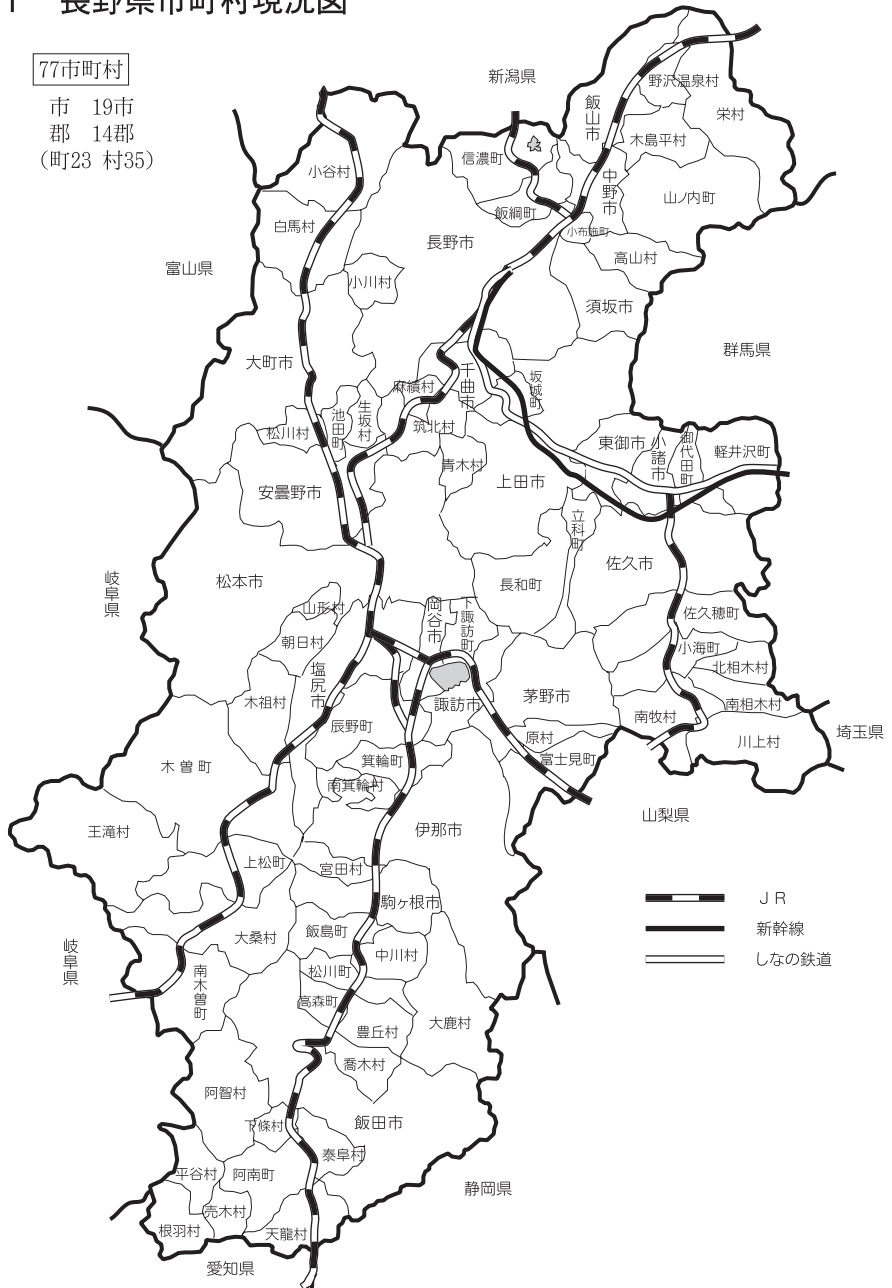 1 長野県市町村現況図
77市町村
市 19市
郡 14郡
(町23 村35)
新潟県
富山県
群馬県
岐阜県
埼玉県
山梨県
岐阜県
静岡県
愛知県
野沢温泉村
栄村
飯山市
木島平村
信濃町
中野市
山ノ内町
飯綱町
小谷村
白馬村
長野市
小布施町
高山村
小川村
須坂市
大町市
千曲市
坂城町
麻績村
生坂村
池田町
松川村
筑北村
青木村
上田市
東御市
小諸市
御代田町
軽井沢町
安曇野市
立科町
佐久市
松本市
長和町
山形村
岡谷市
下諏訪町
佐久穂町
朝日村
小海町
北相木村
塩尻市
木祖村
諏訪市
茅野市
南相木村
辰野町
南牧村
原村
川上村
富士見町
箕輪町
木曽町
南箕輪村
伊那市
王滝村
上松町
宮田村
駒ヶ根市
大桑村
飯島町
中川村
松川町
南木曽町
高森町
大鹿村
豊丘村
喬木村
阿智村
下條村
飯田市
泰阜村
平谷村
阿南町
売木村
根羽村
天龍村
JR
新幹線
しなの鉄道